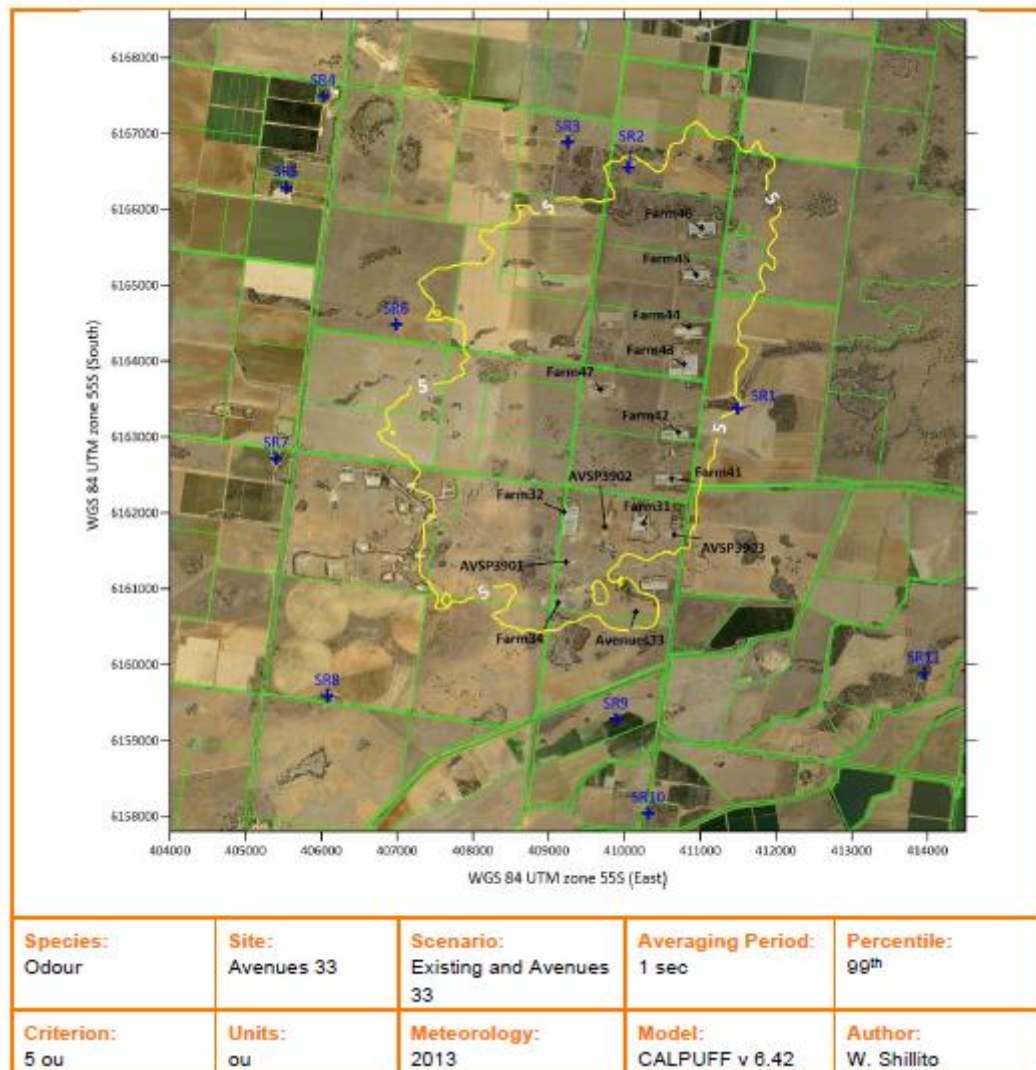 6168000
SR4
6167000
SR3
SR2
SR5
6166000
5
5
Farm46
Farm45
6165000
SR6
Farm44
Farm43
6164000
Farm47
5
SR1
5
Farm42
6163000
SR7
Farm41
AVSP3902
Farm32
Farm31
6162000
AVSP3903
AVSP3901
6161000
5
Farm34
Avenues33
6160000
SR11
SR8
SR9
6159000
SR10
6158000
404000 405000 406000 407000 408000 409000 410000 411000 412000 413000 414000
WGS 84 UTM zone 55S (East)
WGS 84 UTM zone 55S (South)
Species: Site: Scenario: Averaging Period: Percentile:
Odour Avenues 33 Existing and Avenues 1 sec 99th
33
Criterion: Units: Meteorology: Model: Author:
5 ou ou 2013 CALPUFF v 6.42 W. Shillito